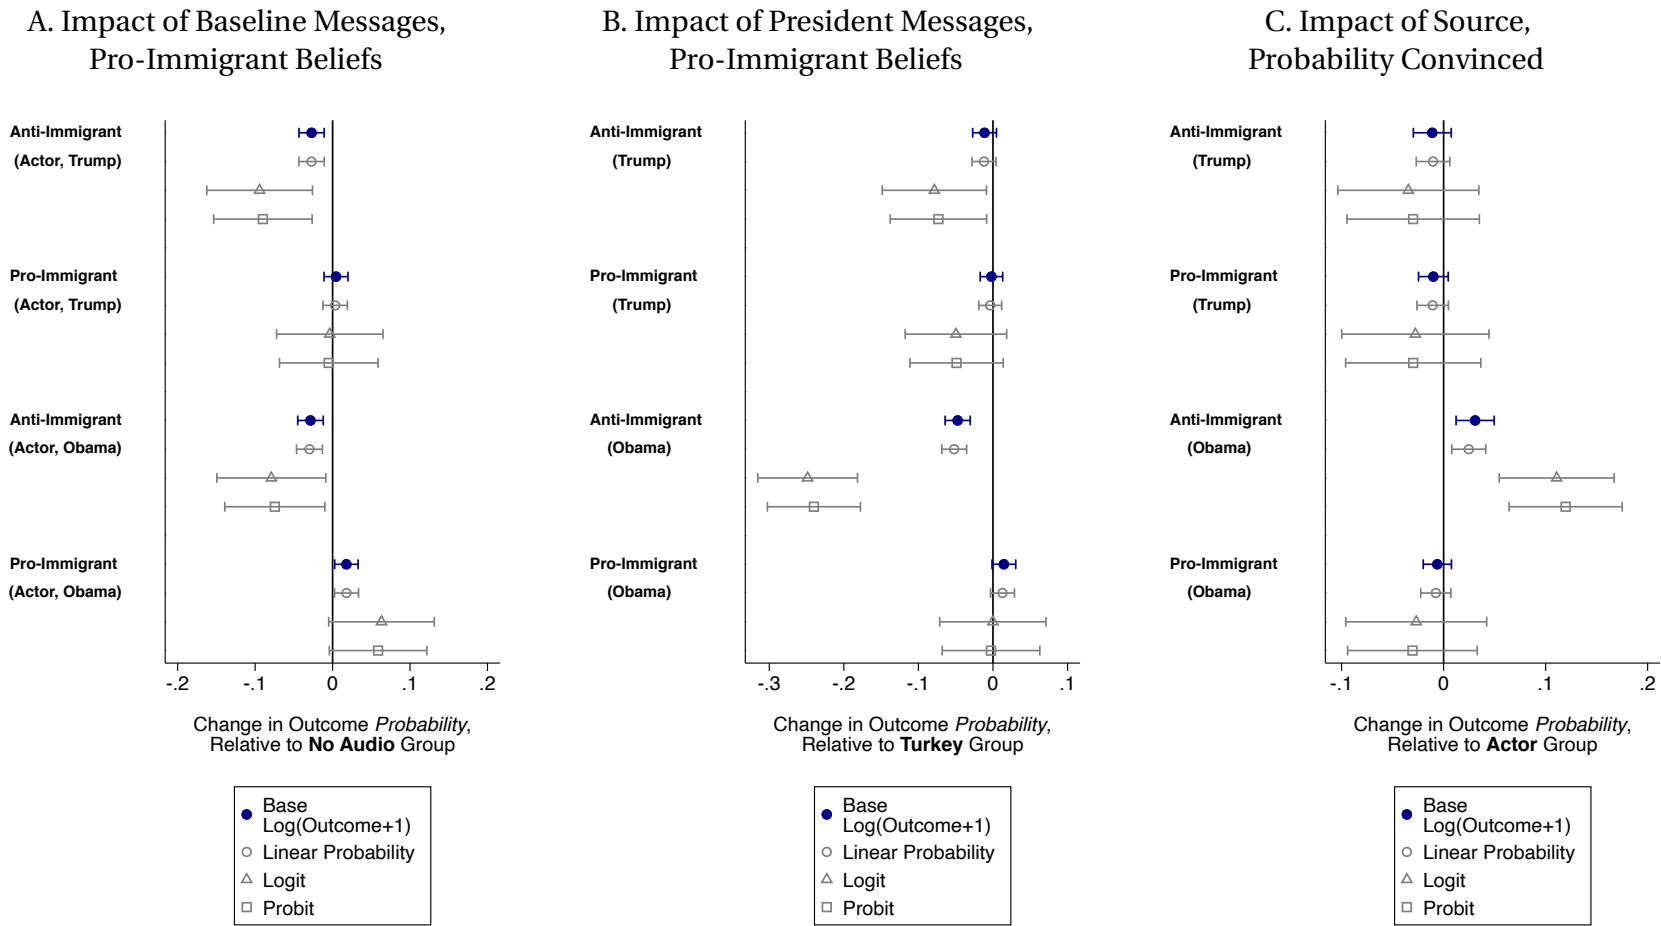 A. Impact of Baseline Messages,
Pro-Immigrant Beliefs
Anti-Immigrant
(Actor, Trump)
Pro-Immigrant
(Actor, Trump)
Anti-Immigrant
(Actor, Obama)
Pro-Immigrant
(Actor, Obama)
-.2 -.1 0 .1 .2
Change in Outcome Probability,
Relative to No Audio Group
Base
Log(Outcome+1)
Linear Probability
Logit
Probit
B. Impact of President Messages,
Pro-Immigrant Beliefs
Anti-Immigrant
(Trump)
Pro-Immigrant
(Trump)
Anti-Immigrant
(Obama)
Pro-Immigrant
(Obama)
-.3 -.2 -.1 0 .1
Change in Outcome Probability,
Relative to Turkey Group
Base
Log(Outcome+1)
Linear Probability
Logit
Probit
C. Impact of Source,
Probability Convinced
Anti-Immigrant
(Trump)
Pro-Immigrant
(Trump)
Anti-Immigrant
(Obama)
Pro-Immigrant
(Obama)
-.1 0 .1 .2
Change in Outcome Probability,
Relative to Actor Group
Base
Log(Outcome+1)
Linear Probability
Logit
Probit